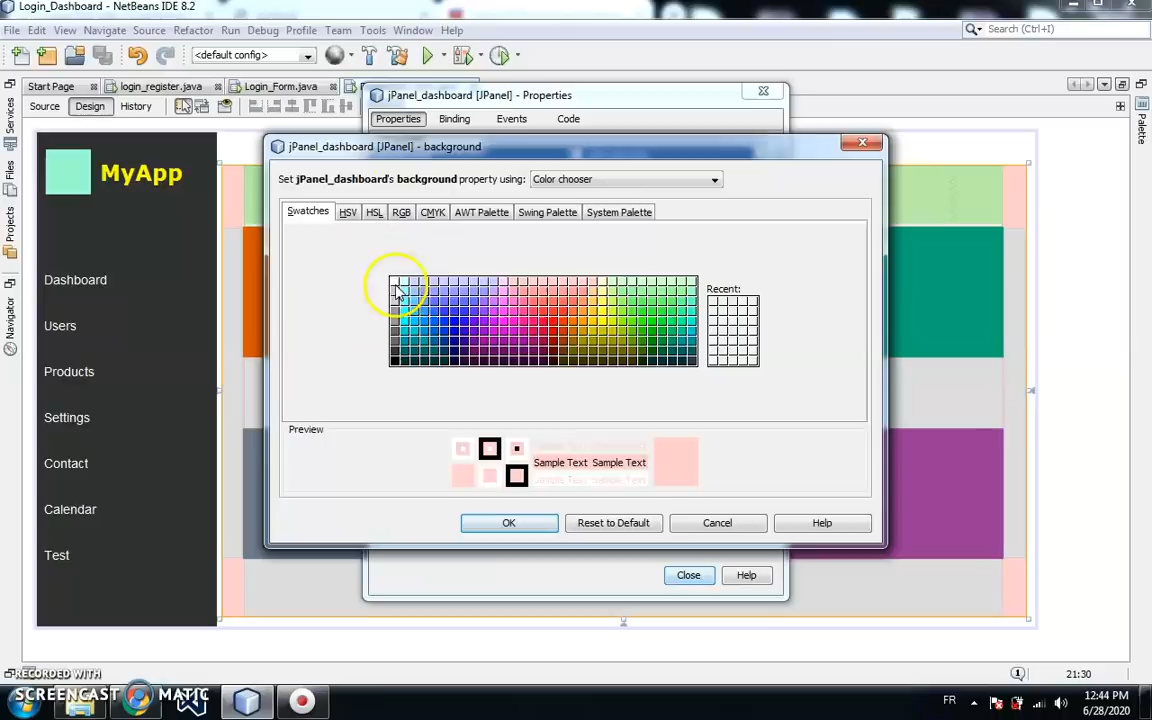 Login_Dashboard - NetBeans IDE 8.2
File Edit View Navigate Source Refactor Run Debug Profile Team Tools Window Help
Search (Ctrl+I)
<default config>
Start Page login_register.java Login_Form.java
Source Design History
jPanel_dashboard [JPanel] - Properties
Properties Binding Events Code
jPanel_dashboard [JPanel] - background
Set jPanel_dashboard's background property using: Color chooser
Swatches HSV HSL RGB CMYK AWT Palette Swing Palette System Palette
Recent:
Preview
Sample Text Sample Text
OK Reset to Default Cancel Help
Close Help
MyApp
Dashboard
Users
Products
Settings
Contact
Calendar
Test
Services
Files
Projects
Navigator
Palette
1 21:30
RECORDED WITH
SCREENCAST MATIC
FR
12:44 PM
6/28/2020